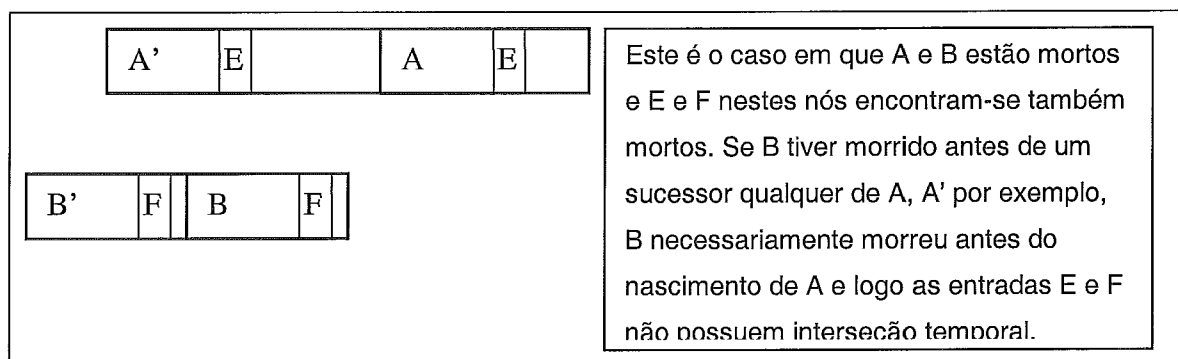 A' E A E
B' F B F
Este é o caso em que A e B estão mortos
e E e F nestes nós encontram-se também
mortos. Se B tiver morrido antes de um
sucessor qualquer de A, A' por exemplo,
B necessariamente morreu antes do
nascimento de A e logo as entradas E e F
não possuem interseção temporal.